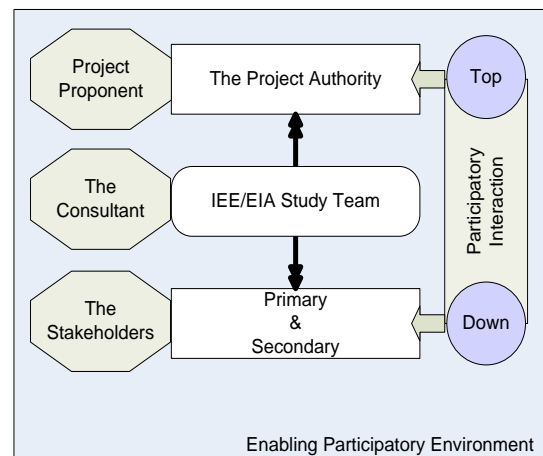 Project
Proponent
The Project Authority
Top
The
Consultant
IEE/EIA Study Team
Participatory
Interaction
The
Stakeholders
Primary
&
Secondary
Down
Enabling Participatory Environment